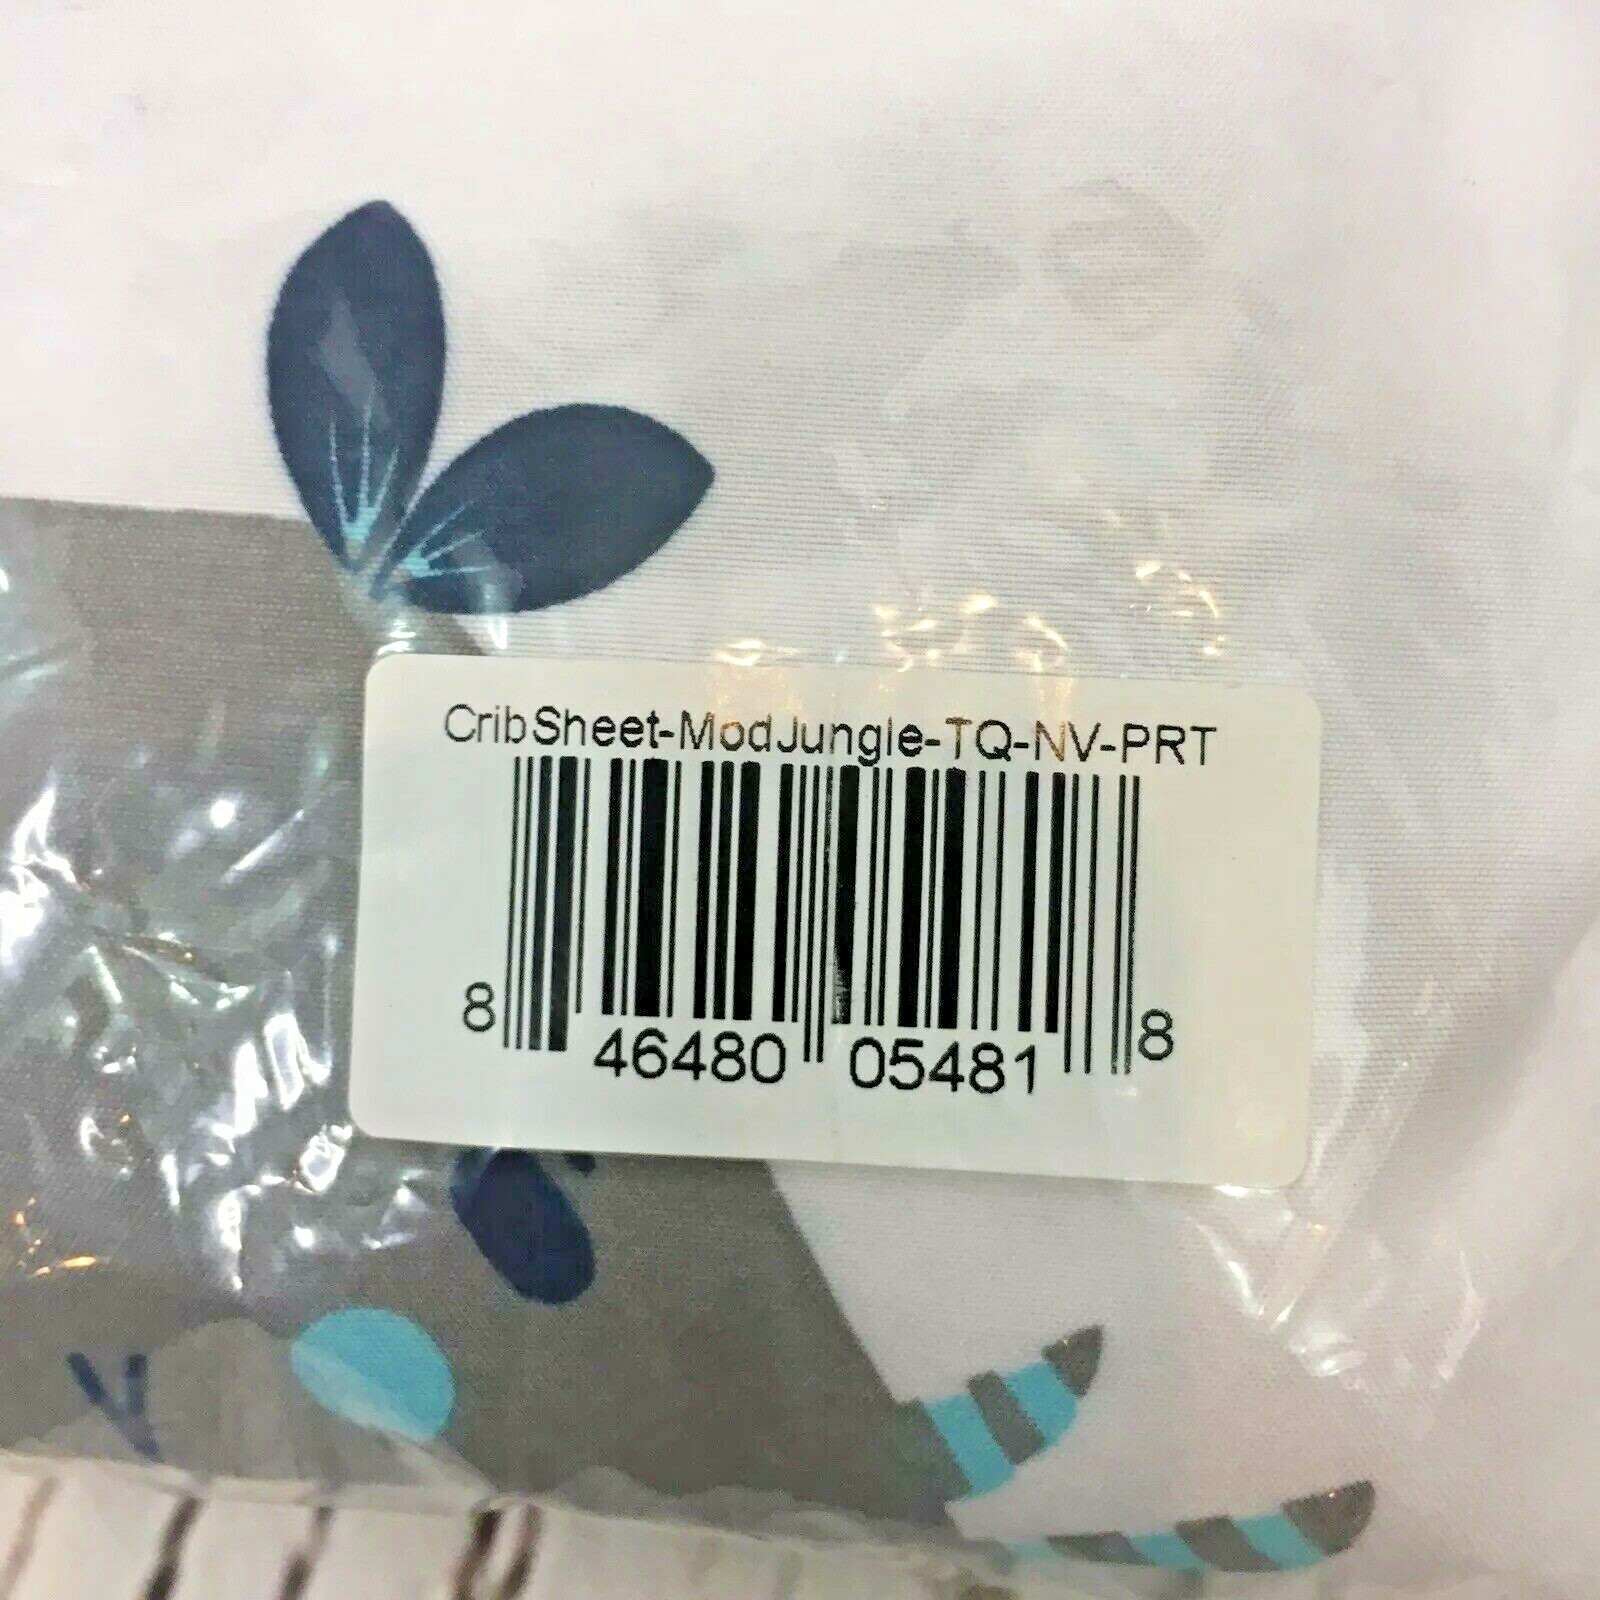 CribSheet-ModJungle-TQ-NV-PRT
8 46480 05481 8